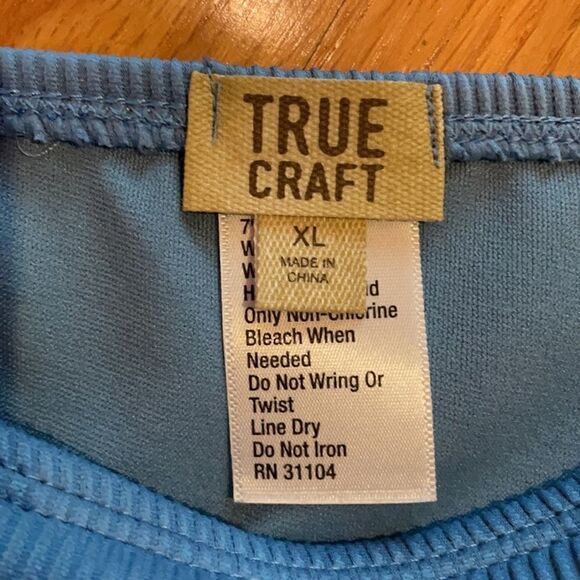 TRUE
CRAFT
XL
MADE IN
CHINA
Only Non-Chlorine
Bleach When
Needed
Do Not Wring Or
Twist
Line Dry
Do Not Iron
RN 31104